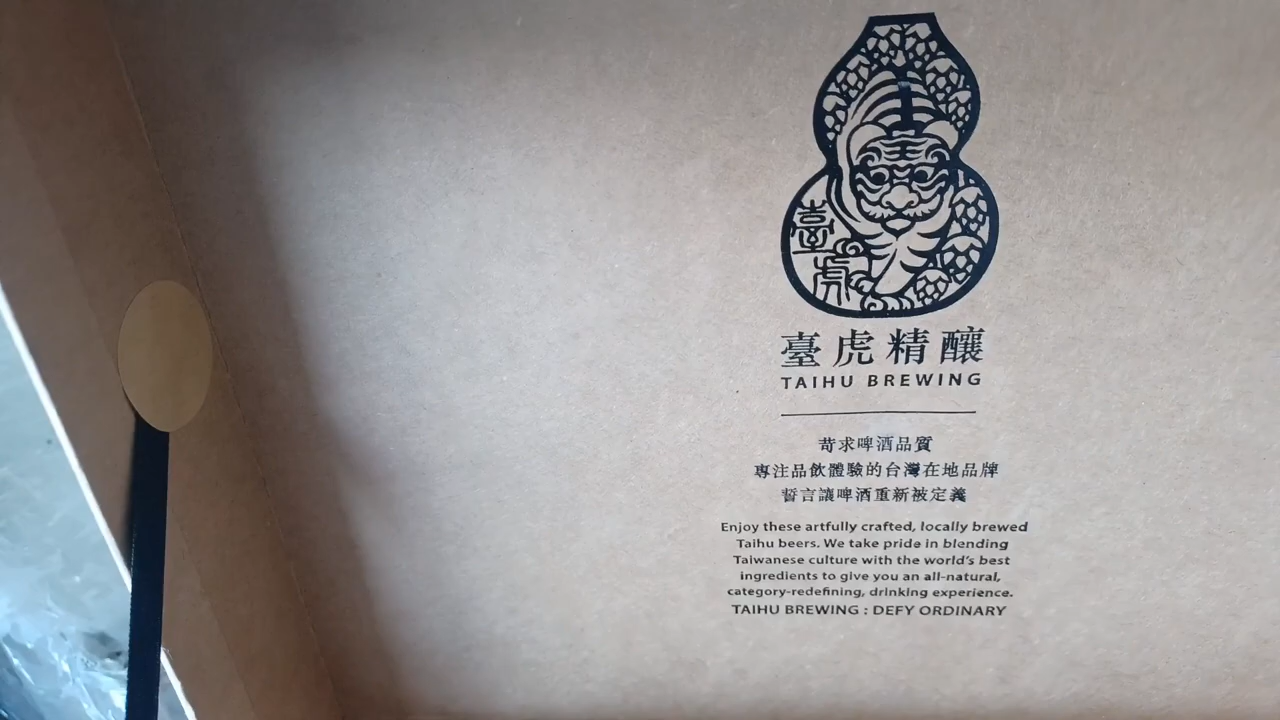 臺虎
臺虎精釀
TAIHU BREWING
苛求啤酒品質
專注品飲體驗的台灣在地品牌
誓言讓啤酒重新被定義
Enjoy these artfully crafted, locally brewed
Taihu beers. We take pride in blending
Taiwanese culture with the world's best
ingredients to give you an all-natural,
category-redefining, drinking experience.
TAIHU BREWING : DEFY ORDINARY